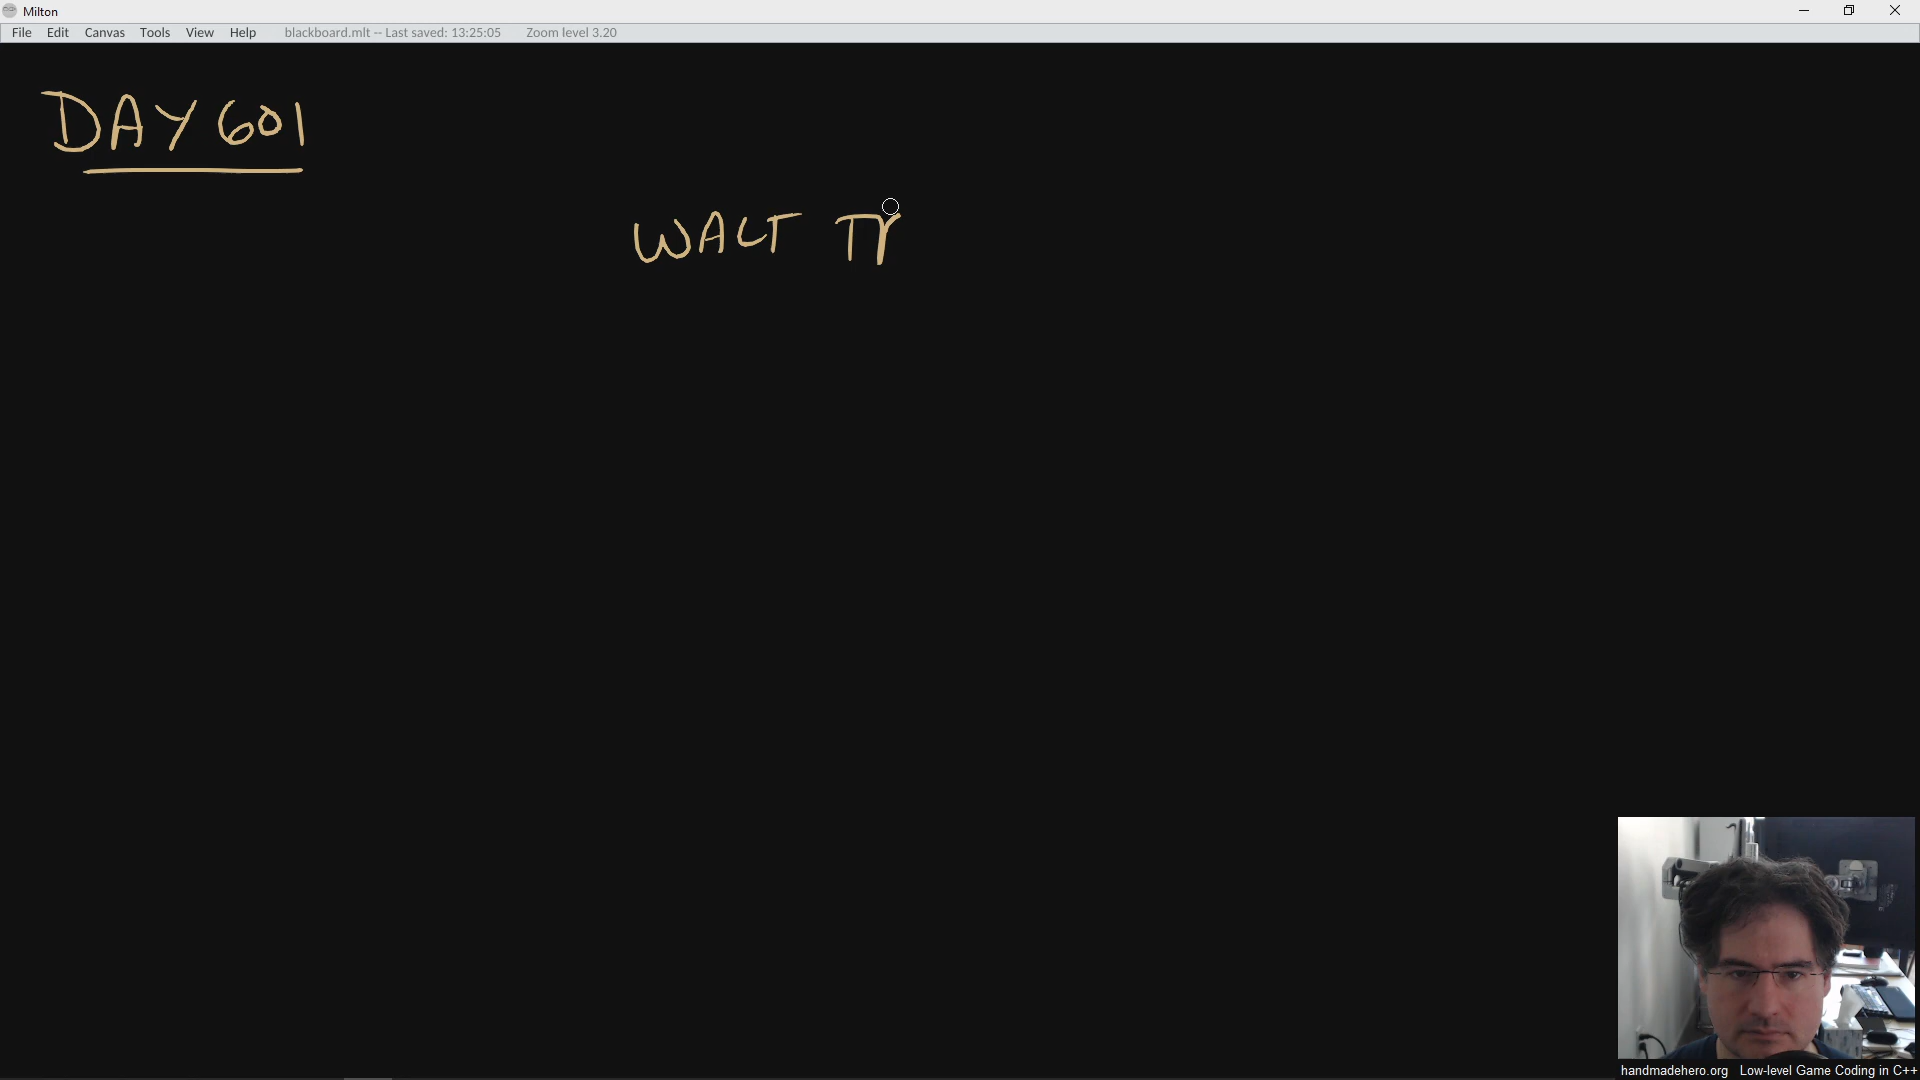 Milton
File Edit Canvas Tools View Help blackboard.mlt -- Last saved: 13:25:05 Zoom level 3.20
DAY 601
WALT
handmadehero.org Low-level Game Coding in C++